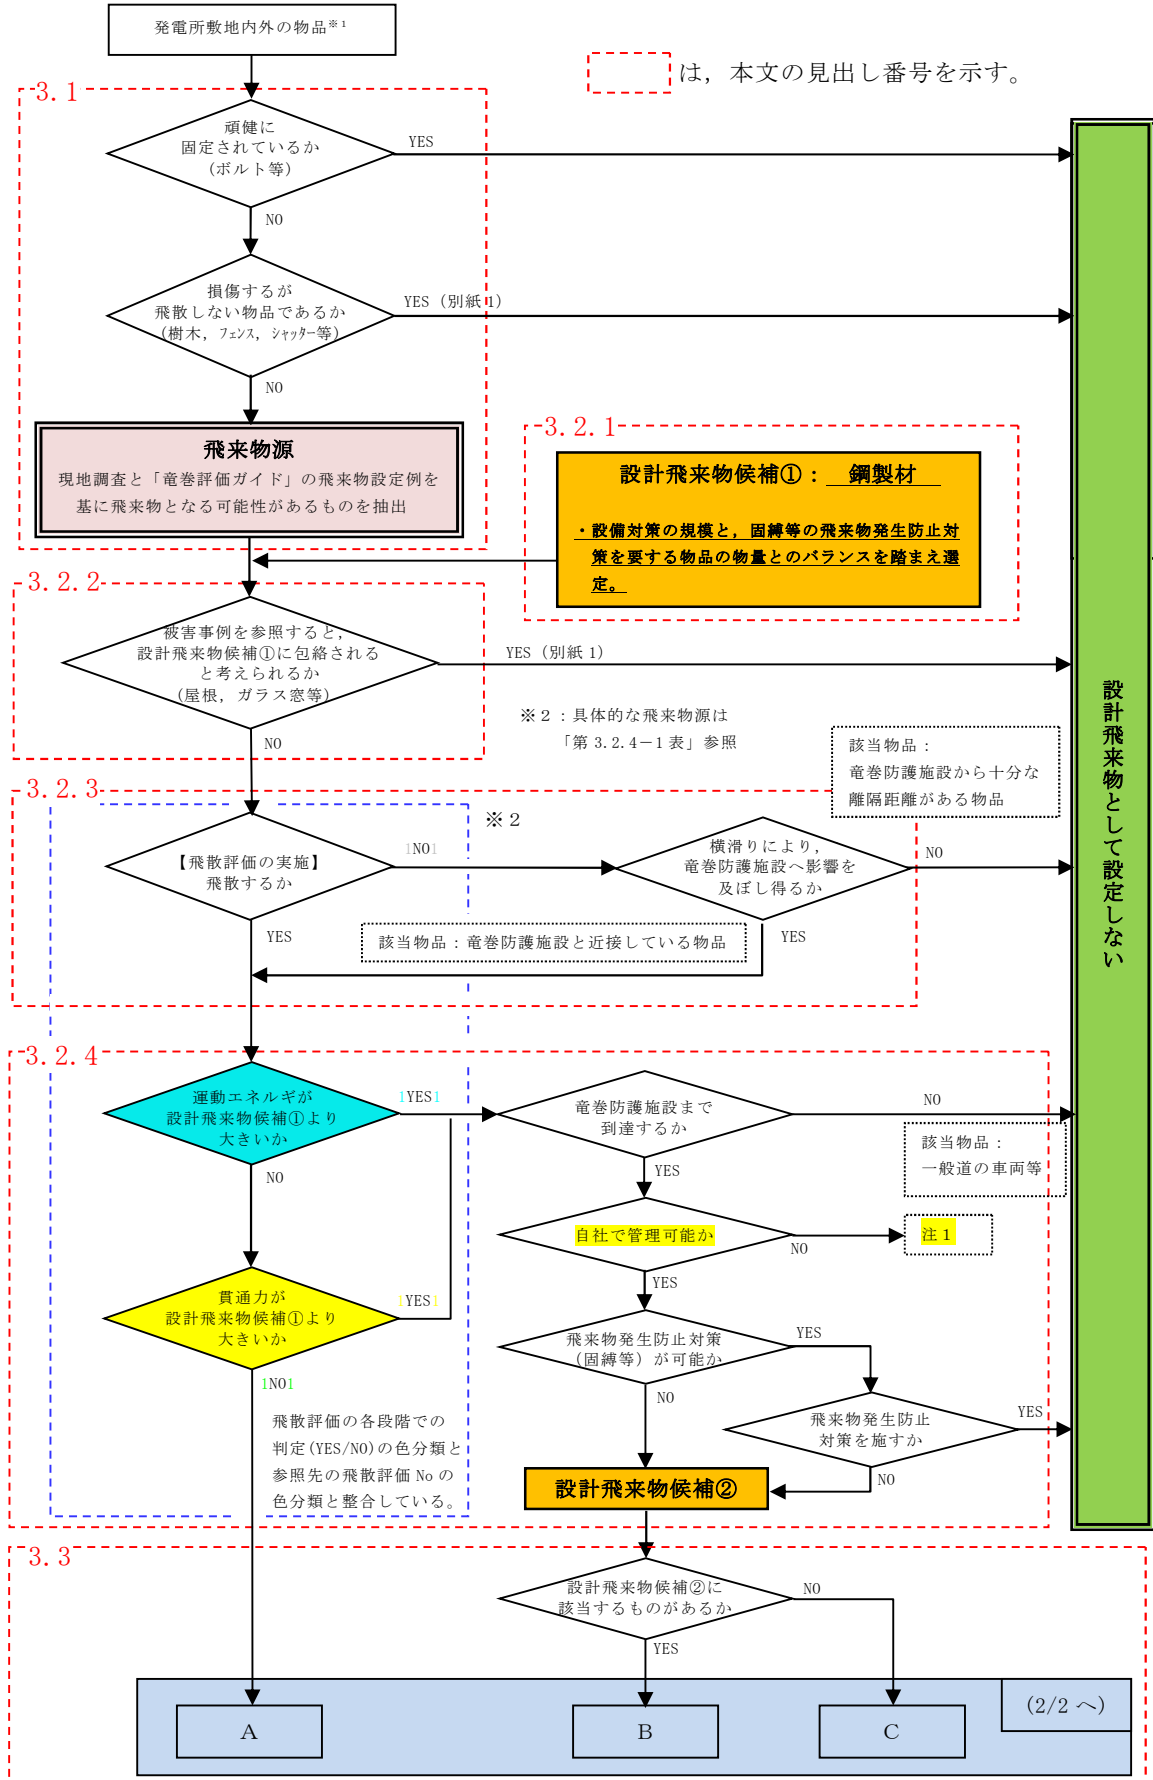 発電所敷地内外の物品※1
は，本文の見出し番号を示す。
3.1
頑健に
固定されているか
(ボルト等)
YES
NO
損傷するが
飛散しない物品であるか
(樹木，フェンス，シャッター等)
YES（別紙1）
NO
飛来物源
現地調査と「竜巻評価ガイド」の飛来物設定例を
基に飛来物となる可能性があるものを抽出
3.2.1
設計飛来物候補①：　鋼製材
・設備対策の規模と，固縛等の飛来物発生防止対
策を要する物品の物量とのバランスを踏まえ選
定。
3.2.2
被害事例を参照すると，
設計飛来物候補①に包絡される
と考えられるか
(屋根，ガラス窓等)
YES（別紙1）
NO
※２：具体的な飛来物源は
「第3.2.4－1表」参照
該当物品：
竜巻防護施設から十分な
離隔距離がある物品
3.2.3
※２
【飛散評価の実施】
飛散するか
1NO1
YES
横滑りにより，
竜巻防護施設へ影響を
及ぼし得るか
NO
YES
該当物品：竜巻防護施設と近接している物品
設計飛来物として設定しない
3.2.4
運動エネルギが
設計飛来物候補①より
大きいか
1YES1
NO
竜巻防護施設まで
到達するか
NO
YES
該当物品：
一般道の車両等
自社で管理可能か
NO
注１
YES
貫通力が
設計飛来物候補①より
大きいか
1YES1
1NO1
飛来物発生防止対策
（固縛等）が可能か
YES
NO
飛来物発生防止
対策を施すか
YES
NO
飛散評価の各段階での
判定(YES/NO)の色分類と
参照先の飛散評価Noの
色分類と整合している。
設計飛来物候補②
3.3
設計飛来物候補②に
該当するものがあるか
NO
YES
(2/2へ)
A
B
C